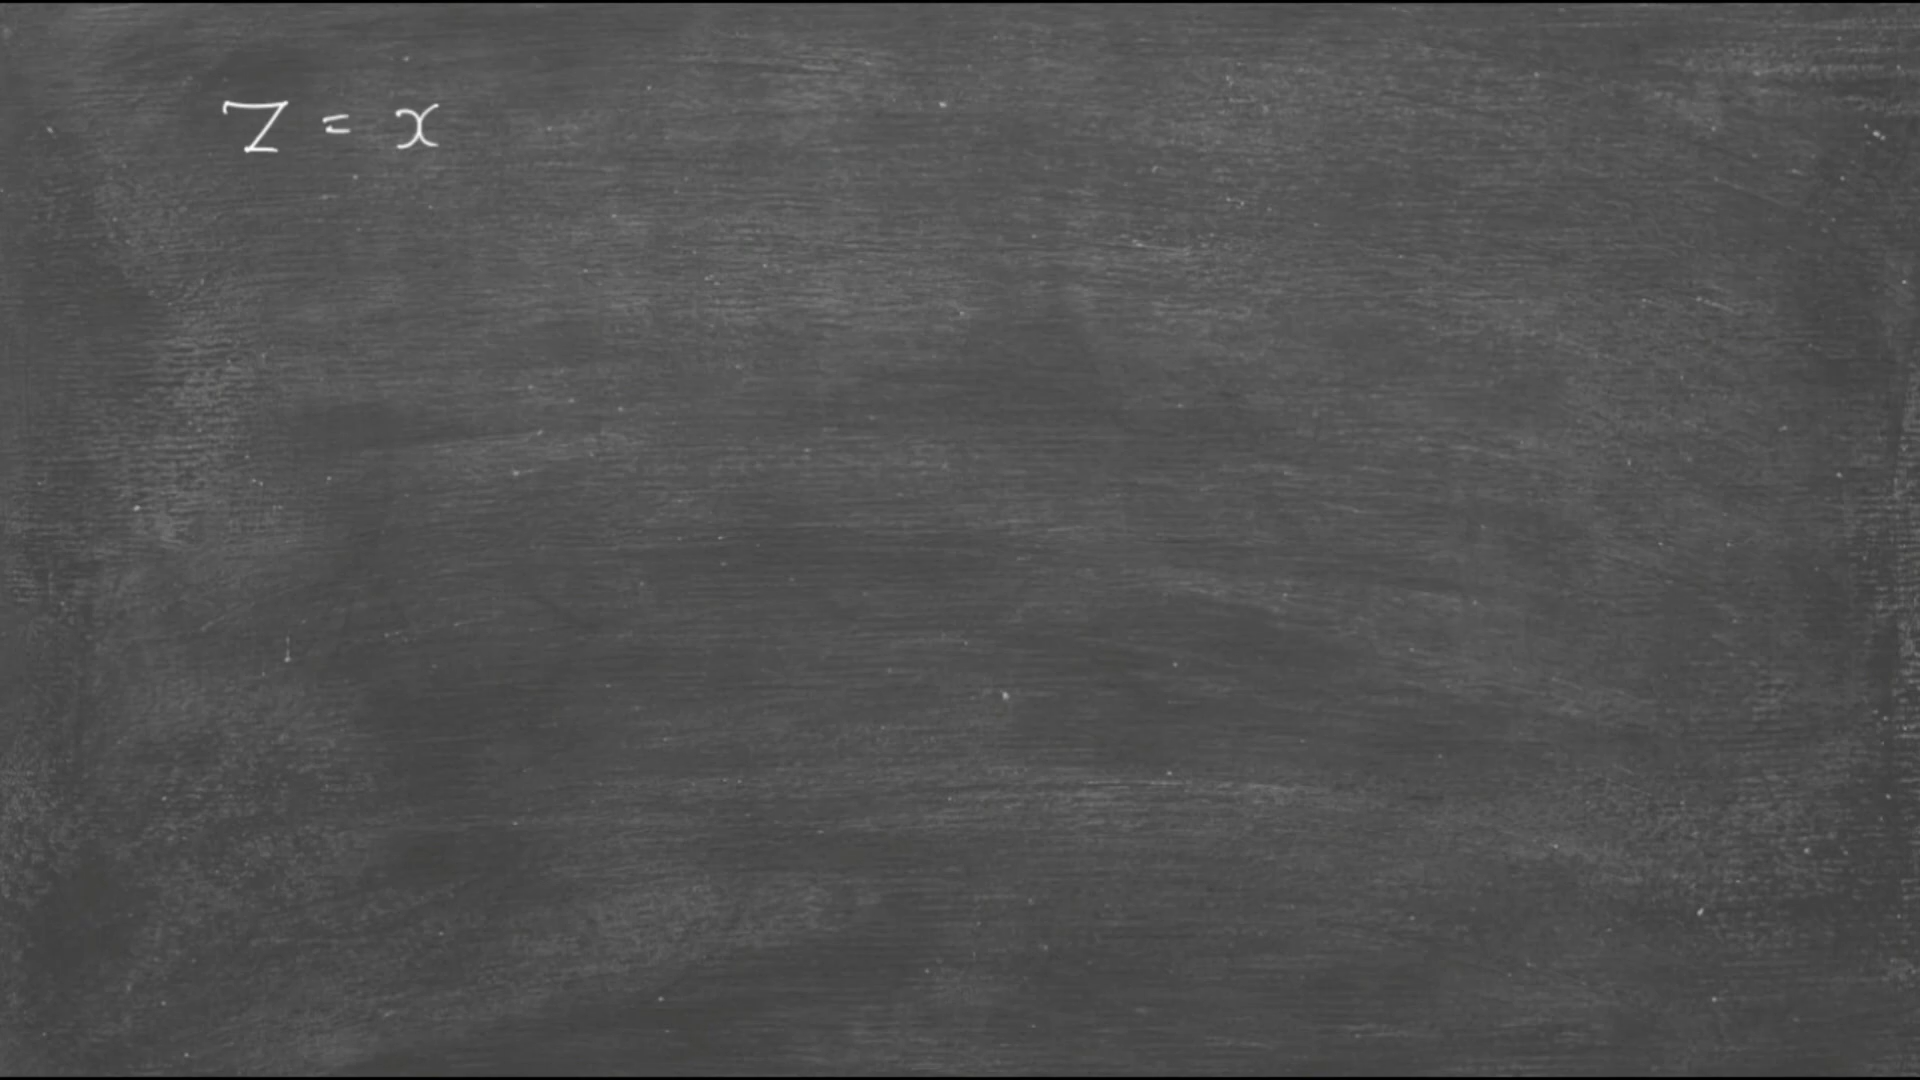 Z = x